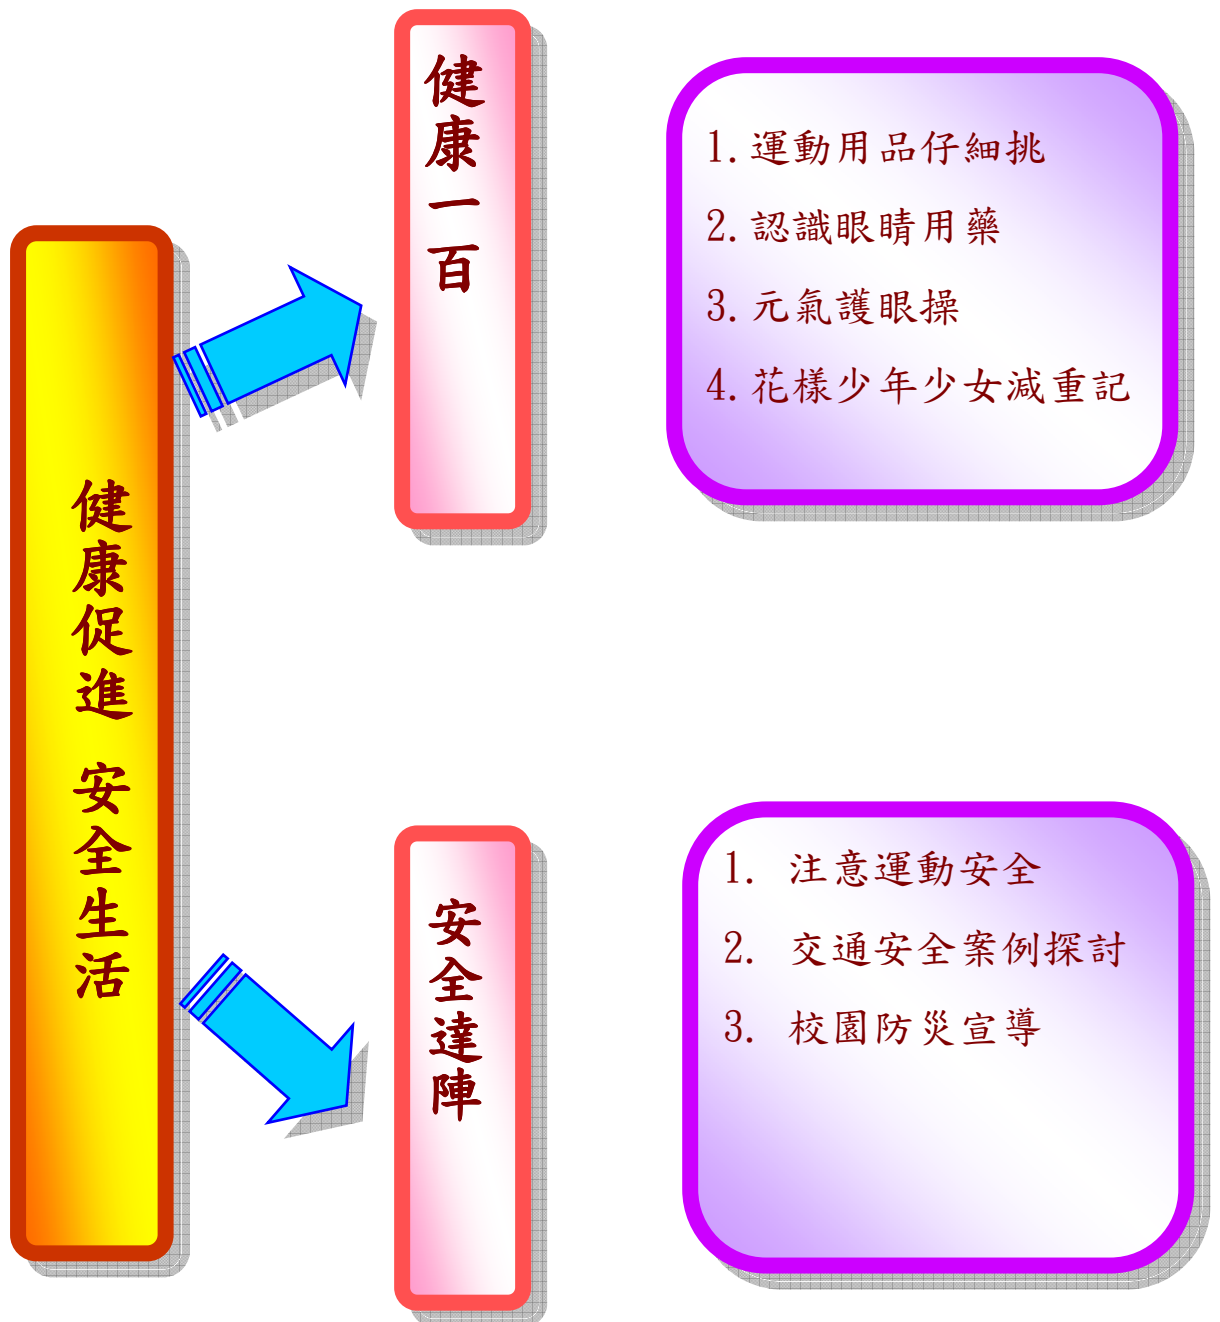 健康促進 安全生活
健康一百
1.運動用品仔細挑
2.認識眼睛用藥
3.元氣護眼操
4.花樣少年少女減重記
安全達陣
1. 注意運動安全
2. 交通安全案例探討
3. 校園防災宣導